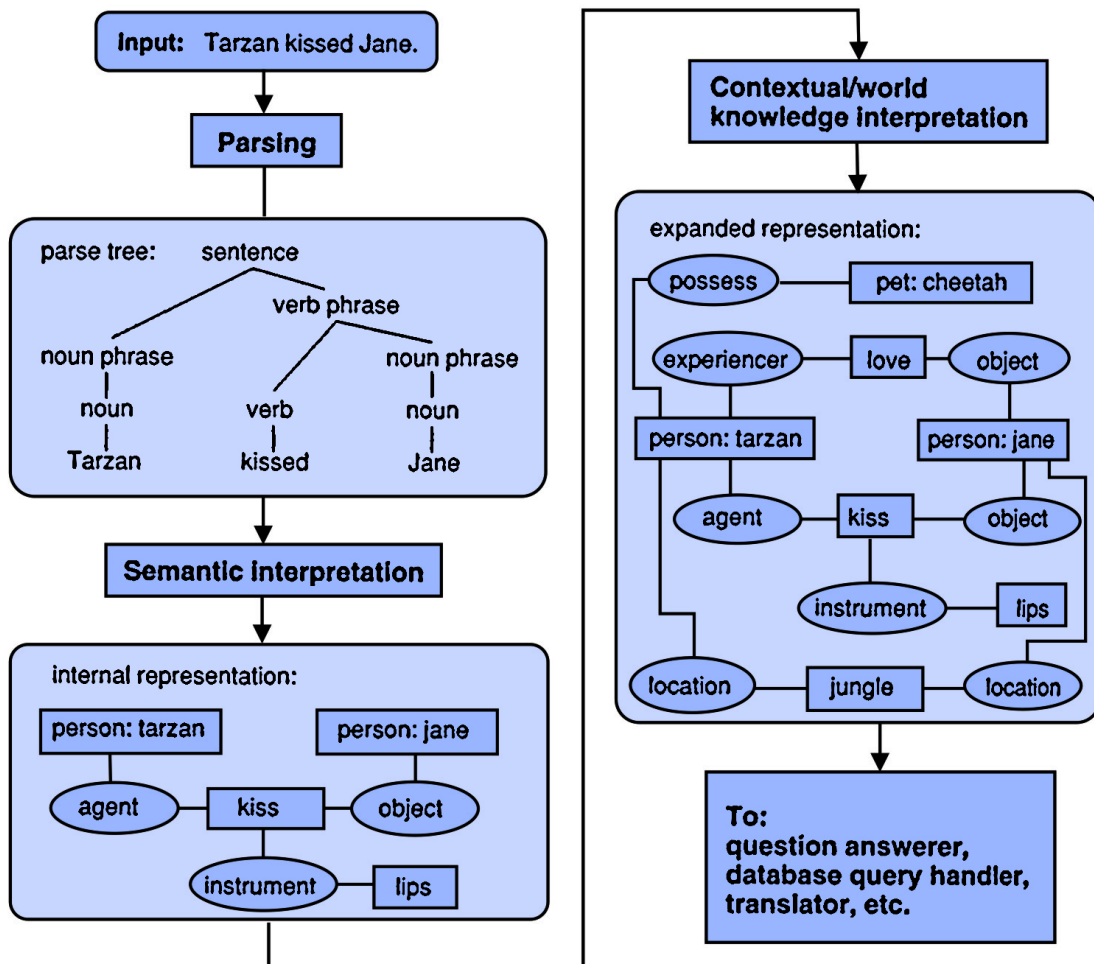 Input: Tarzan kissed Jane.
Parsing
parse tree: sentence
verb phrase
noun phrase noun phrase
noun verb noun
Tarzan kissed Jane
Semantic interpretation
internal representation:
person: tarzan person: jane
agent kiss object
instrument lips
Contextual/world
knowledge interpretation
expanded representation:
possess pet: cheetah
experiencer love object
person: tarzan person: jane
agent kiss object
instrument lips
location jungle location
To:
question answerer,
database query handler,
translator, etc.